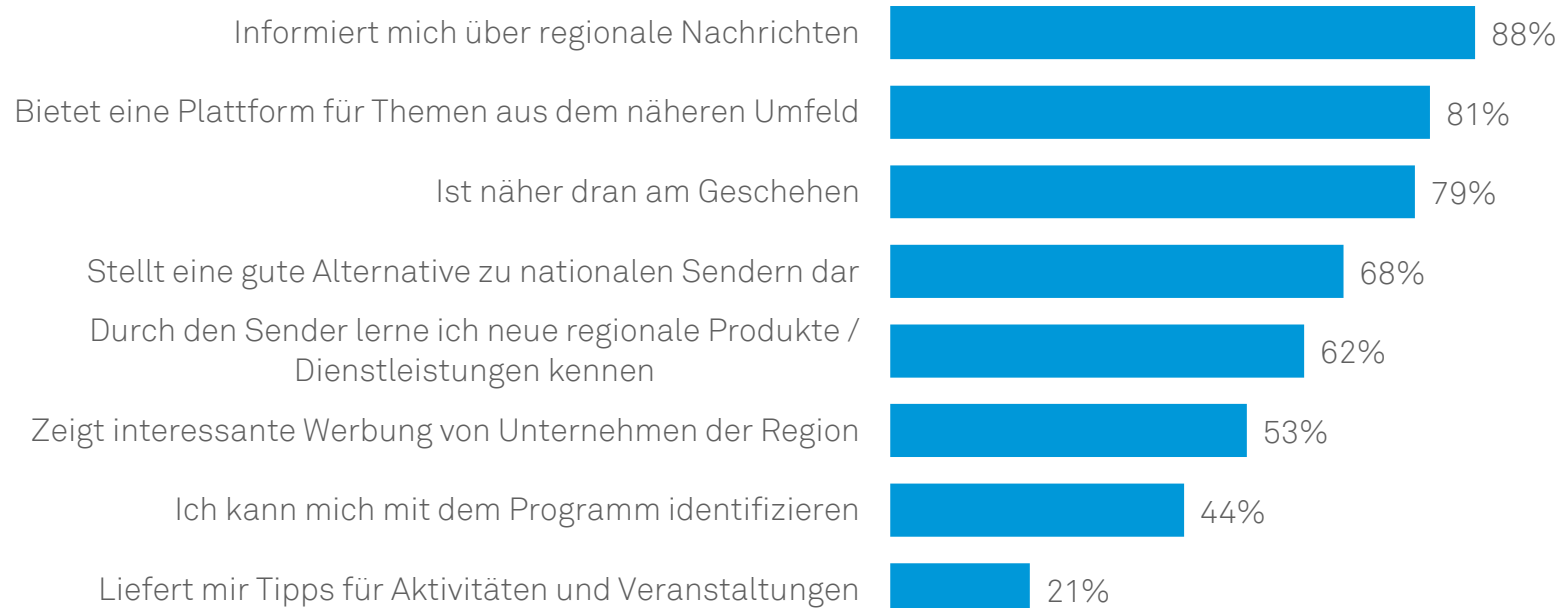 Informiert mich über regionale Nachrichten 88%
Bietet eine Plattform für Themen aus dem näheren Umfeld 81%
Ist näher dran am Geschehen 79%
Stellt eine gute Alternative zu nationalen Sendern dar 68%
Durch den Sender lerne ich neue regionale Produkte /
Dienstleistungen kennen 62%
Zeigt interessante Werbung von Unternehmen der Region 53%
Ich kann mich mit dem Programm identifizieren 44%
Liefert mir Tipps für Aktivitäten und Veranstaltungen 21%